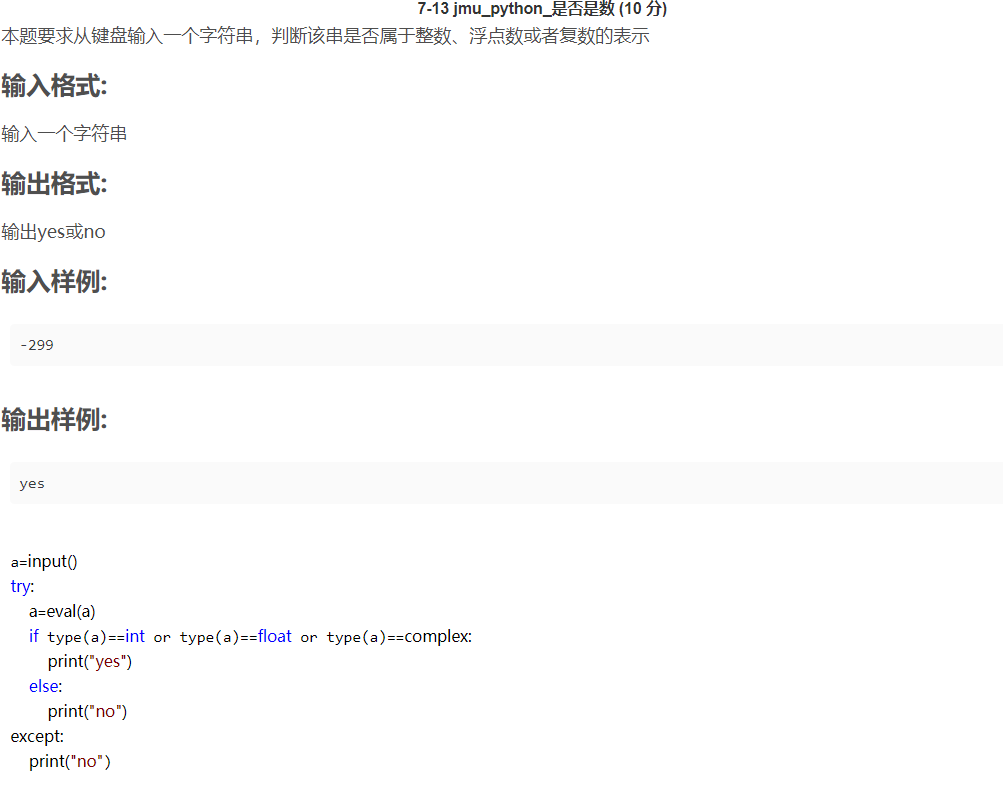 7-13 jmu_python_是否是数 (10 分)
本题要求从键盘输入一个字符串，判断该串是否属于整数、浮点数或者复数的表示
输入格式:
输入一个字符串
输出格式:
输出yes或no
输入样例:
-299
输出样例:
yes
a=input()
try:
    a=eval(a)
    if type(a)==int or type(a)==float or type(a)==complex:
        print("yes")
    else:
        print("no")
except:
    print("no")